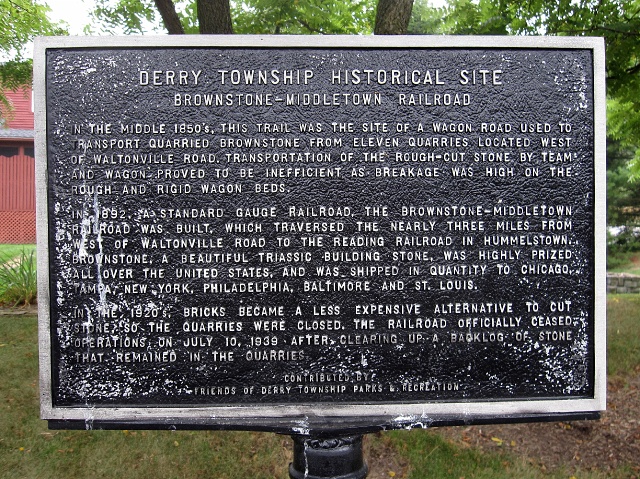 DERRY TOWNSHIP HISTORICAL SITE
BROWNSTONE-MIDDLETOWN RAILROAD
IN THE MIDDLE 1850's, THIS TRAIL WAS THE SITE OF A WAGON ROAD USED TO
TRANSPORT QUARRIED BROWNSTONE FROM ELEVEN QUARRIES LOCATED WEST
OF WALTONVILLE ROAD. TRANSPORTATION OF THE ROUGH-CUT STONE BY TEAM
AND WAGON PROVED TO BE INEFFICIENT AS BREAKAGE WAS HIGH ON THE
ROUGH AND RIGID WAGON BEDS.
IN 1892, A STANDARD GAUGE RAILROAD, THE BROWNSTONE-MIDDLETOWN
RAILROAD WAS BUILT, WHICH TRAVERSED THE NEARLY THREE MILES FROM
WEST OF WALTONVILLE ROAD TO THE READING RAILROAD IN HUMMELSTOWN.
BROWNSTONE, A BEAUTIFUL TRIASSIC BUILDING STONE, WAS HIGHLY PRIZED
ALL OVER THE UNITED STATES, AND WAS SHIPPED IN QUANTITY TO CHICAGO,
TAMPA, NEW YORK, PHILADELPHIA, BALTIMORE AND ST. LOUIS.
IN THE 1920's, BRICKS BECAME A LESS EXPENSIVE ALTERNATIVE TO CUT
STONE, SO THE QUARRIES WERE CLOSED. THE RAILROAD OFFICIALLY CEASED
OPERATIONS ON JULY 10, 1939 AFTER CLEARING UP A BACKLOG OF STONE
THAT REMAINED IN THE QUARRIES.
CONTRIBUTED BY
FRIENDS OF DERRY TOWNSHIP PARKS & RECREATION